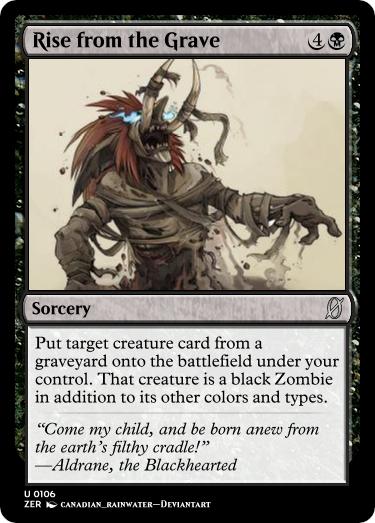 Rise from the Grave 4
Sorcery
Put target creature card from a
graveyard onto the battlefield under your
control. That creature is a black Zombie
in addition to its other colors and types.
“Come my child, and be born anew from
the earth's filthy cradle!”
—Aldrane, the Blackhearted
U 0106
ZER CANADIAN_RAINWATER—DEVIANTART